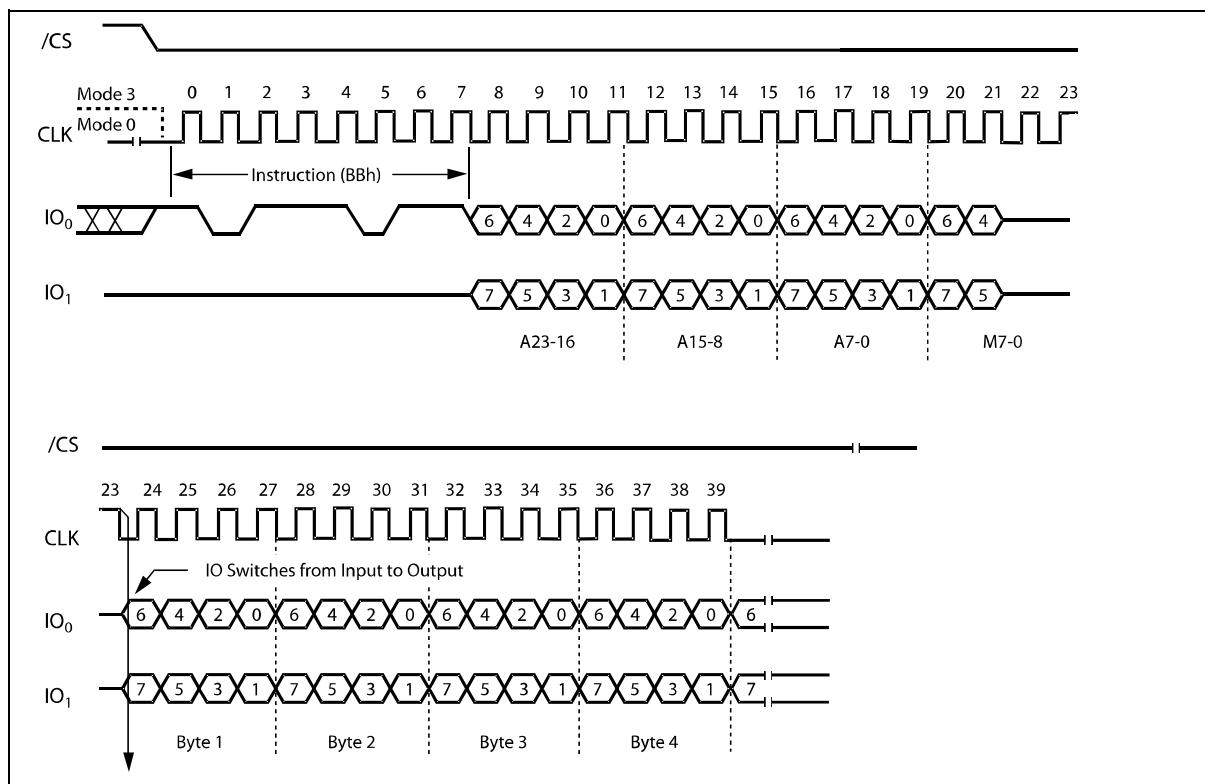 /CS
Mode 3
0 1 2 3 4 5 6 7 8 9 10 11 12 13 14 15 16 17 18 19 20 21 22 23
CLK
Mode 0
Instruction (BBh)
IO0
6 4 2 0 6 4 2 0 6 4 2 0 6 4
IO1
7 5 3 1 7 5 3 1 7 5 3 1 7 5
A23-16 A15-8 A7-0 M7-0
/CS
23 24 25 26 27 28 29 30 31 32 33 34 35 36 37 38 39
CLK
IO Switches from Input to Output
IO0
6 4 2 0 6 4 2 0 6 4 2 0 6 4 2 0 6
IO1
7 5 3 1 7 5 3 1 7 5 3 1 7 5 3 1 7
Byte 1 Byte 2 Byte 3 Byte 4